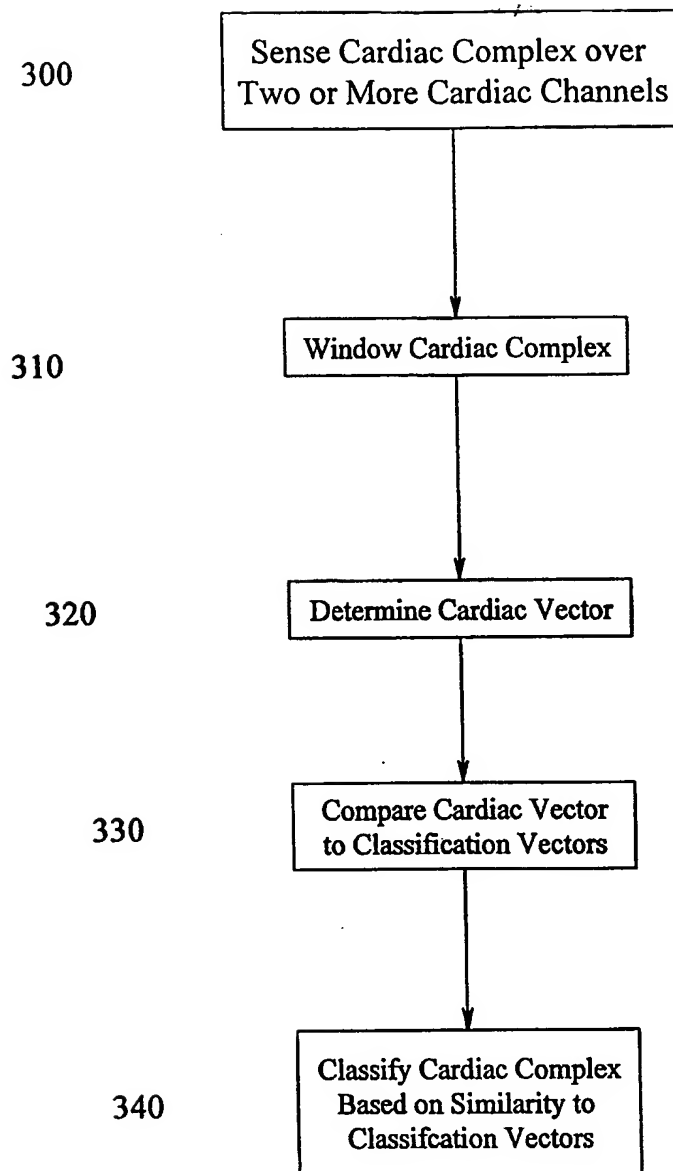 300
Sense Cardiac Complex over
Two or More Cardiac Channels
310
Window Cardiac Complex
320
Determine Cardiac Vector
330
Compare Cardiac Vector
to Classification Vectors
340
Classify Cardiac Complex
Based on Similarity to
Classifcation Vectors